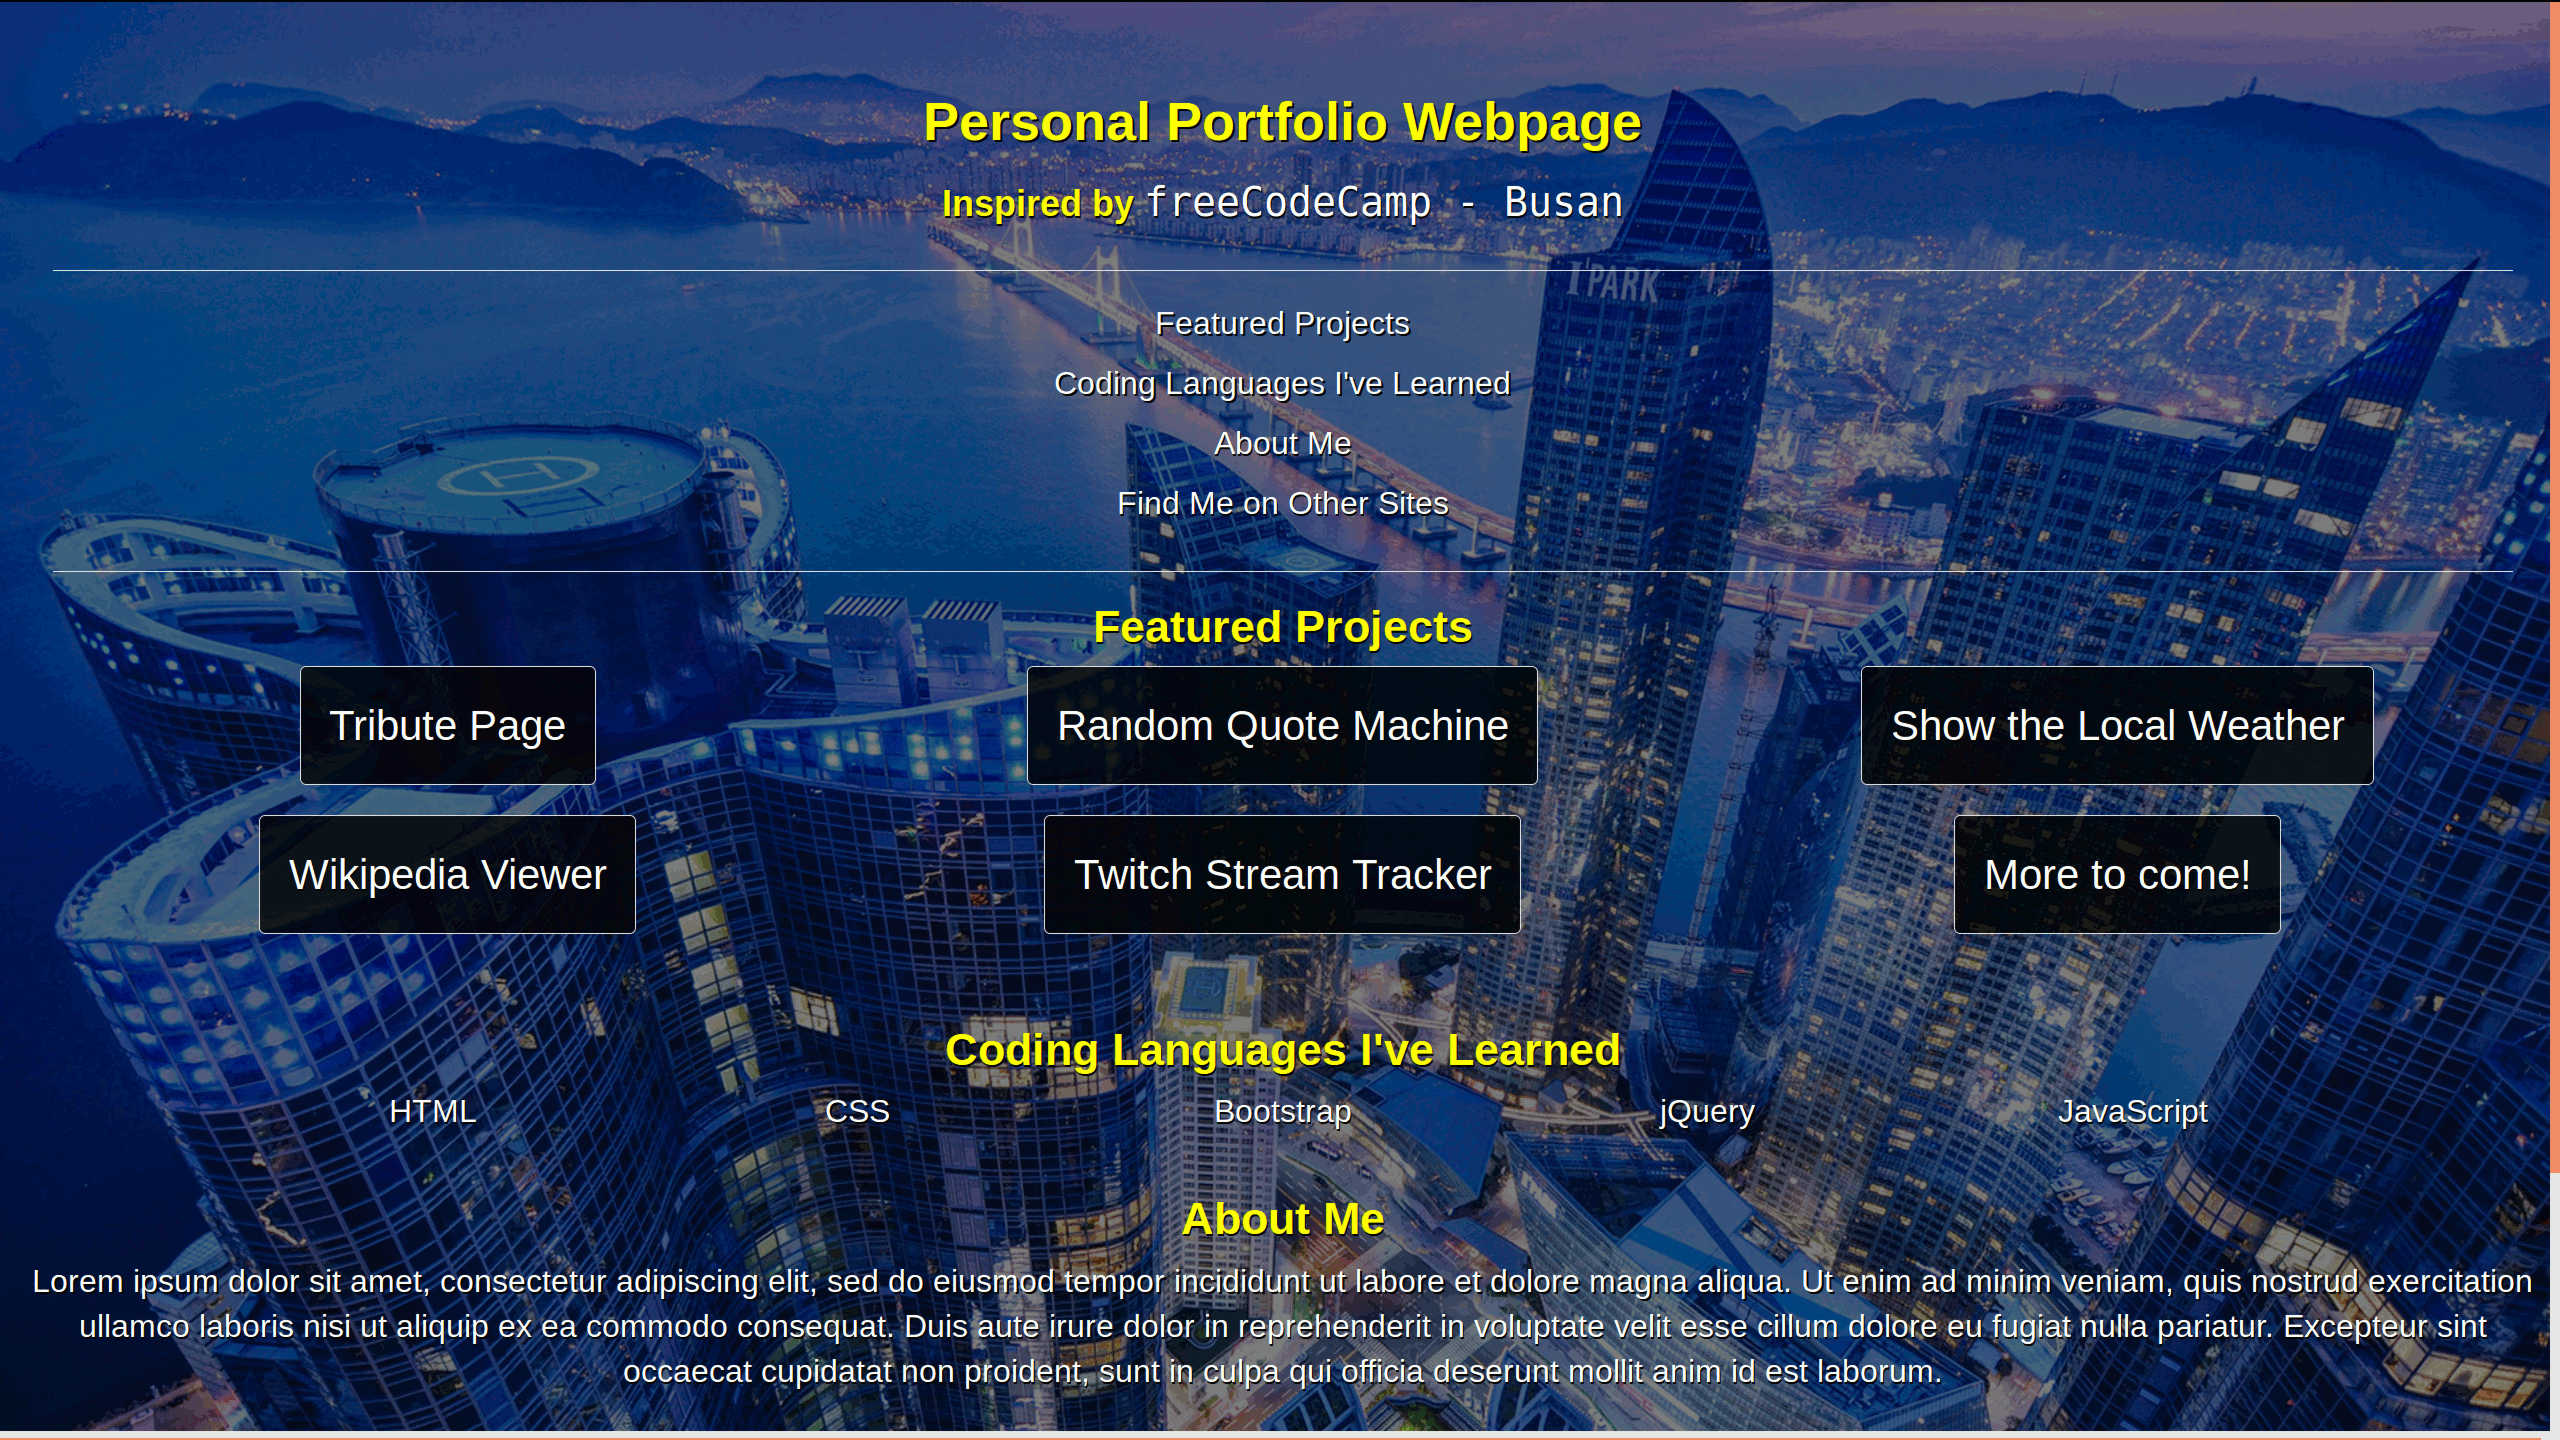 Personal Portfolio Webpage
Inspired by freeCodeCamp - Busan
I'PARK
Featured Projects
Coding Languages I've Learned
About Me
Find Me on Other Sites
Featured Projects
Tribute Page
Random Quote Machine
Show the Local Weather
Wikipedia Viewer
Twitch Stream Tracker
More to come!
Coding Languages I've Learned
HTML
CSS
Bootstrap
jQuery
JavaScript
About Me
Lorem ipsum dolor sit amet, consectetur adipiscing elit, sed do eiusmod tempor incididunt ut labore et dolore magna aliqua. Ut enim ad minim veniam, quis nostrud exercitation
ullamco laboris nisi ut aliquip ex ea commodo consequat. Duis aute irure dolor in reprehenderit in voluptate velit esse cillum dolore eu fugiat nulla pariatur. Excepteur sint
occaecat cupidatat non proident, sunt in culpa qui officia deserunt mollit anim id est laborum.